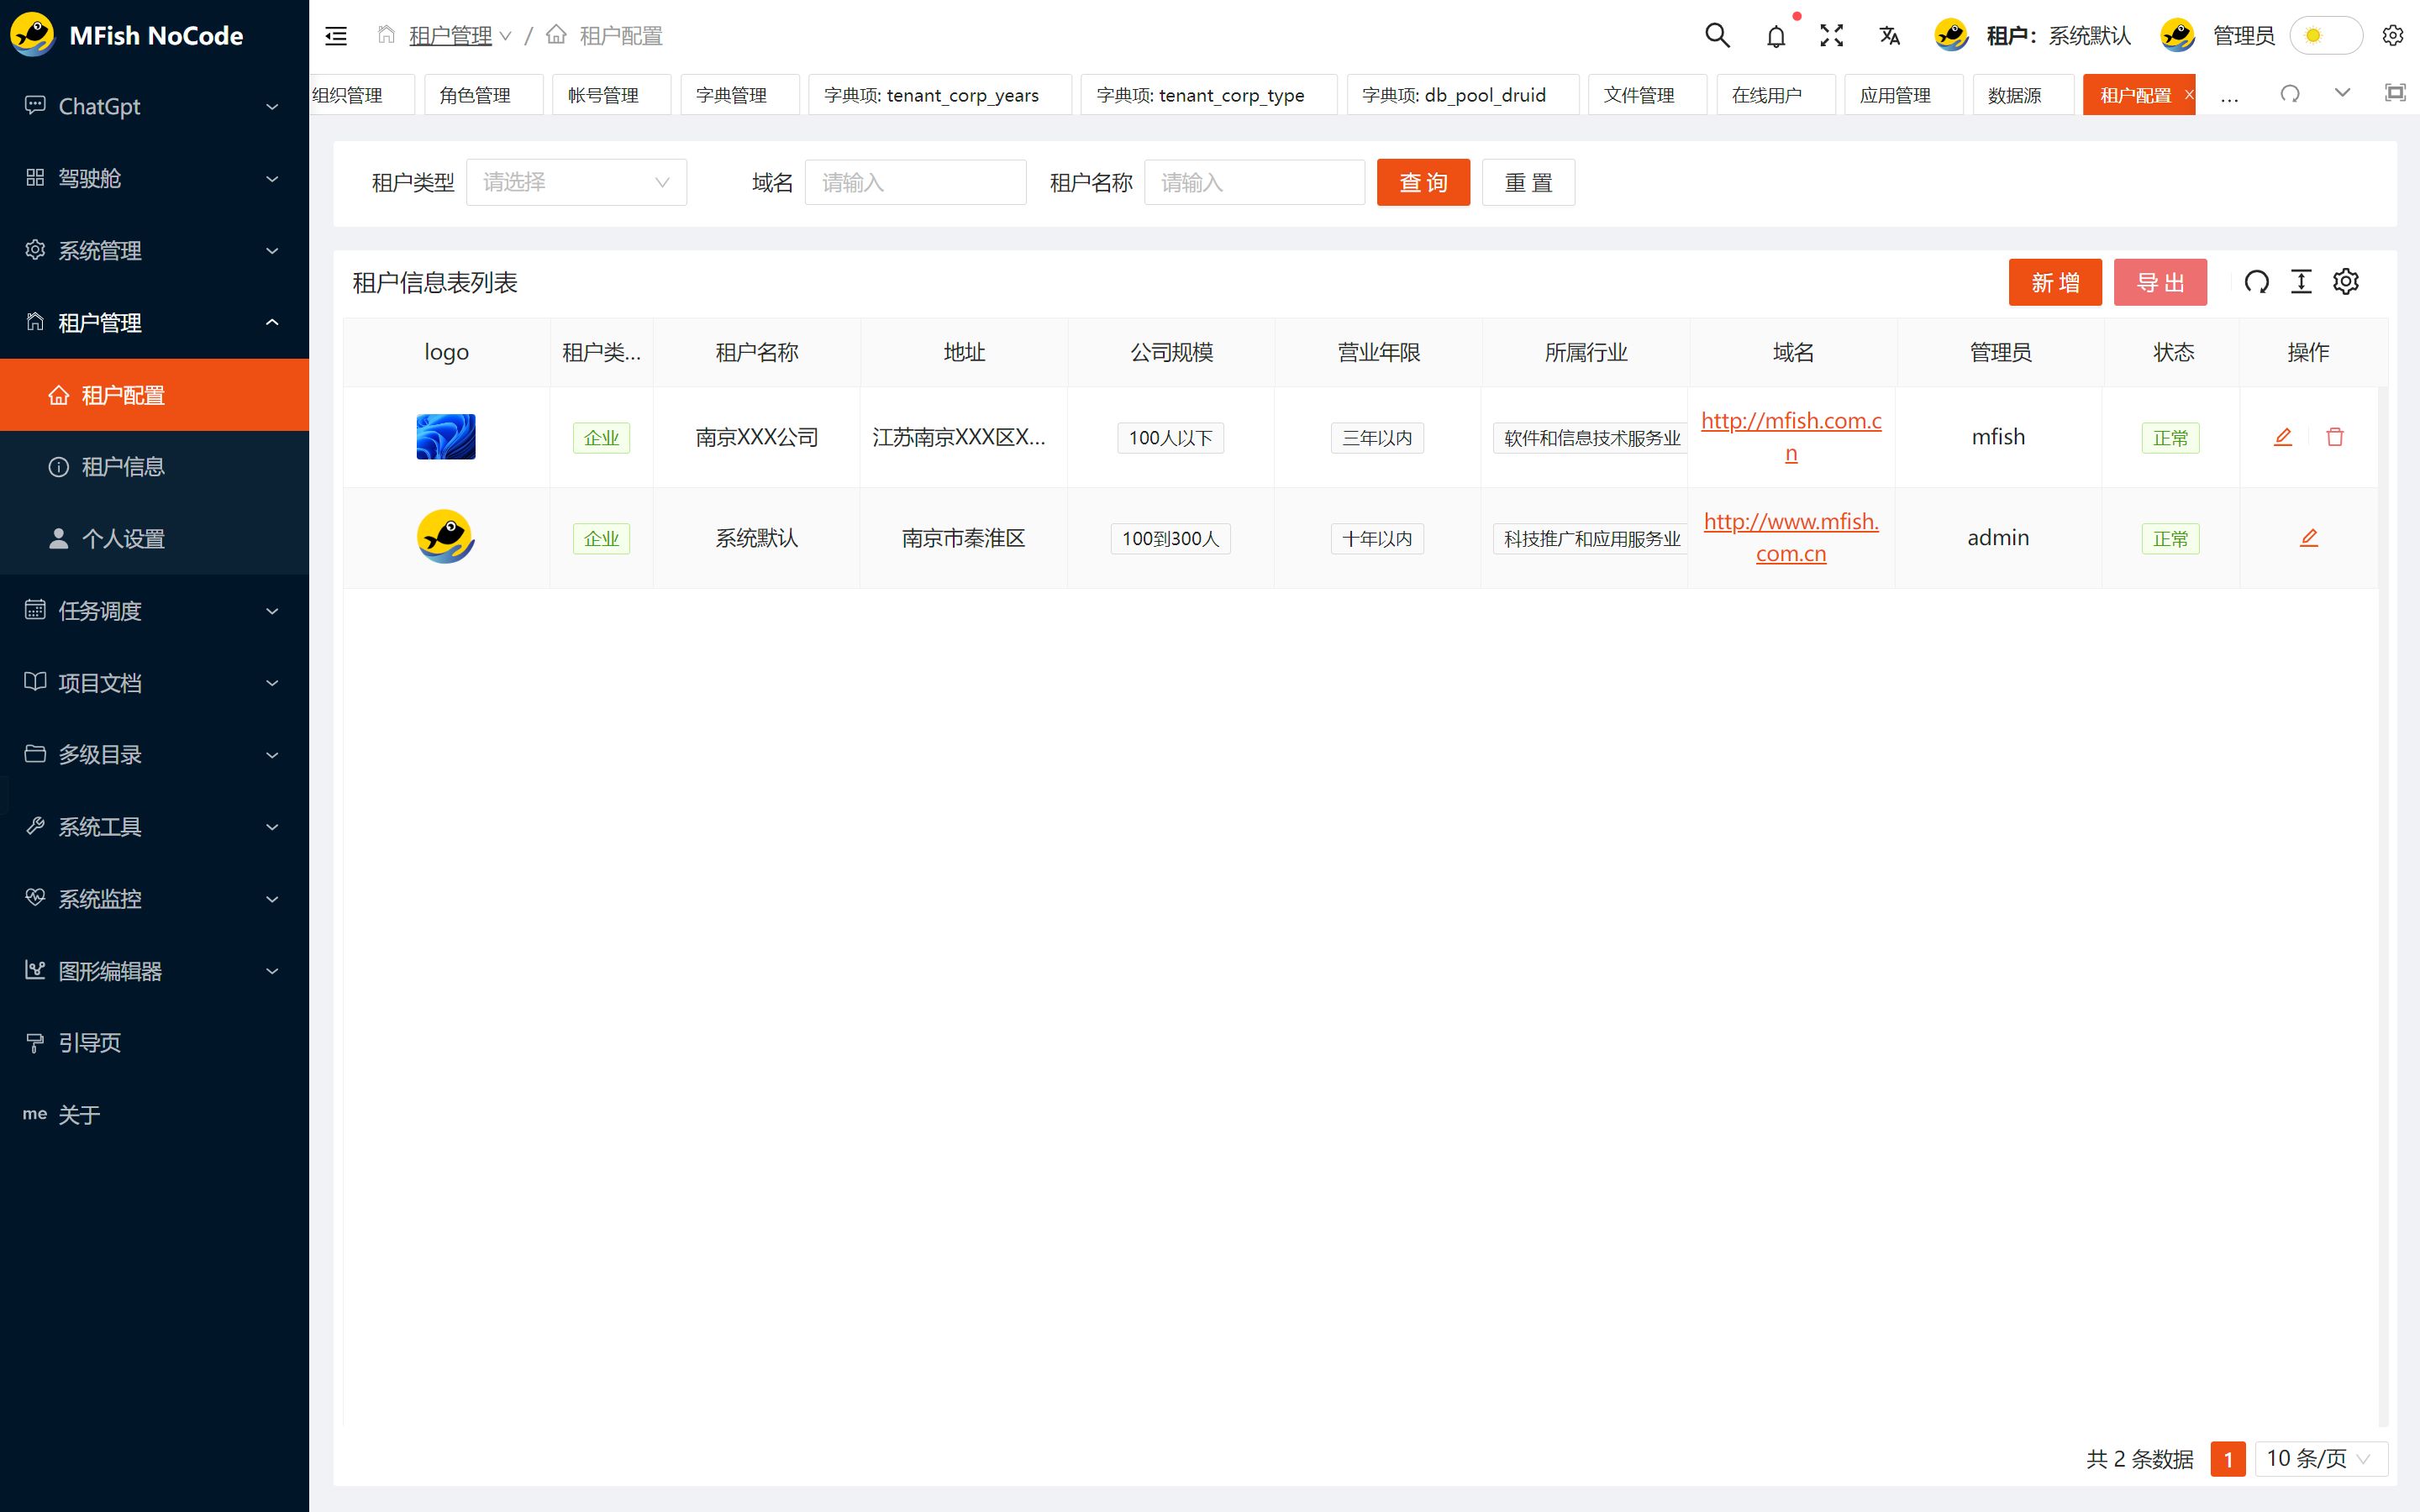 MFish NoCode
租户管理 / 租户配置
租户：系统默认
管理员
组织管理
角色管理
帐号管理
字典管理
字典项: tenant_corp_years
字典项: tenant_corp_type
字典项: db_pool_druid
文件管理
在线用户
应用管理
数据源
租户配置
...
ChatGpt
驾驶舱
系统管理
租户管理
租户配置
租户信息
个人设置
任务调度
项目文档
多级目录
系统工具
系统监控
图形编辑器
引导页
me 关于
租户类型 请选择
域名 请输入
租户名称 请输入
查 询
重 置
租户信息表列表
新 增
导 出
logo 租户类... 租户名称 地址 公司规模 营业年限 所属行业 域名 管理员 状态 操作
企业 南京XXX公司 江苏南京XXX区X... 100人以下 三年以内 软件和信息技术服务业 http://mfish.com.c
n
mfish 正常
企业 系统默认 南京市秦淮区 100到300人 十年以内 科技推广和应用服务业 http://www.mfish.
com.cn
admin 正常
共 2 条数据 1 10 条/页